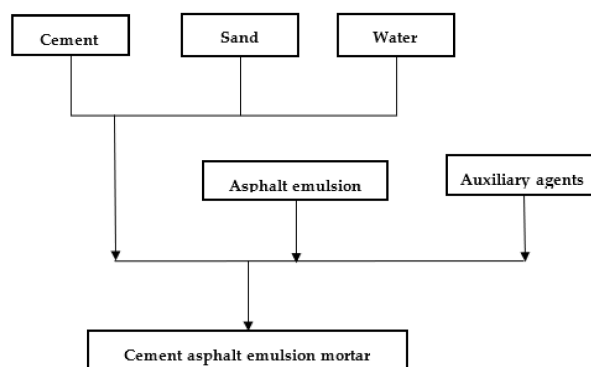 Cement
Sand
Water
Asphalt emulsion
Auxiliary agents
Cement asphalt emulsion mortar